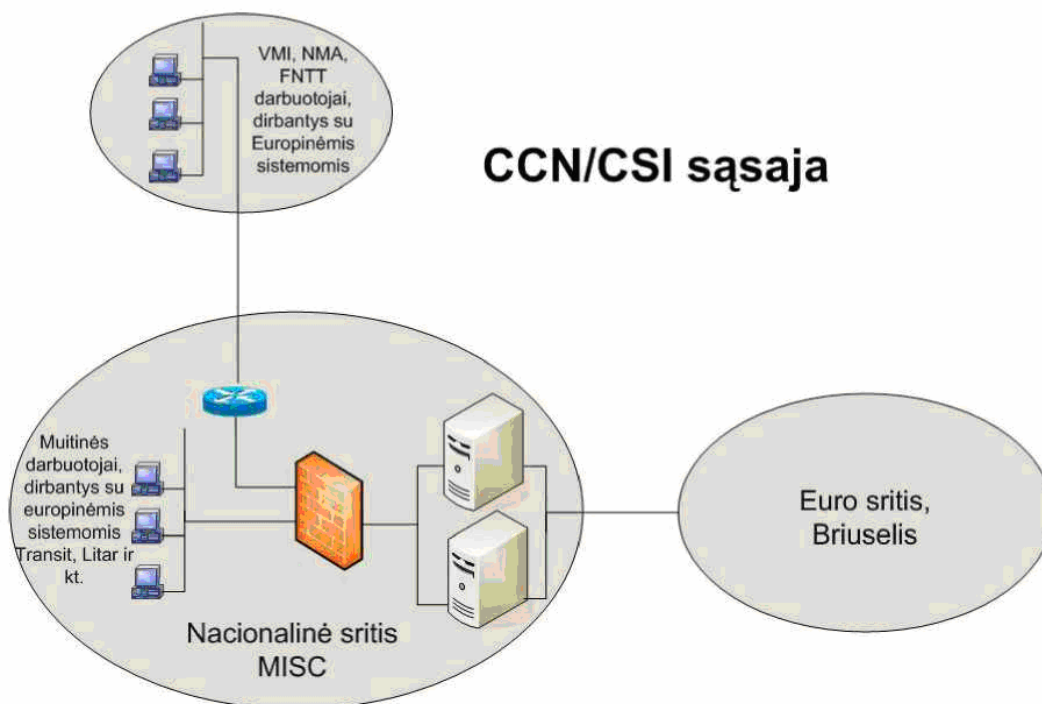 VMI, NMA,
FNTT
darbuotojai,
dirbantys su
Europinėmis
sistemomis
CCN/CSI sąsaja
Muitinės
darbuotojai,
dirbantys su
europinėmis
sistemomis
Transit, Litar ir
kt.
Nacionalinė sritis
MISC
Euro sritis,
Briuselis